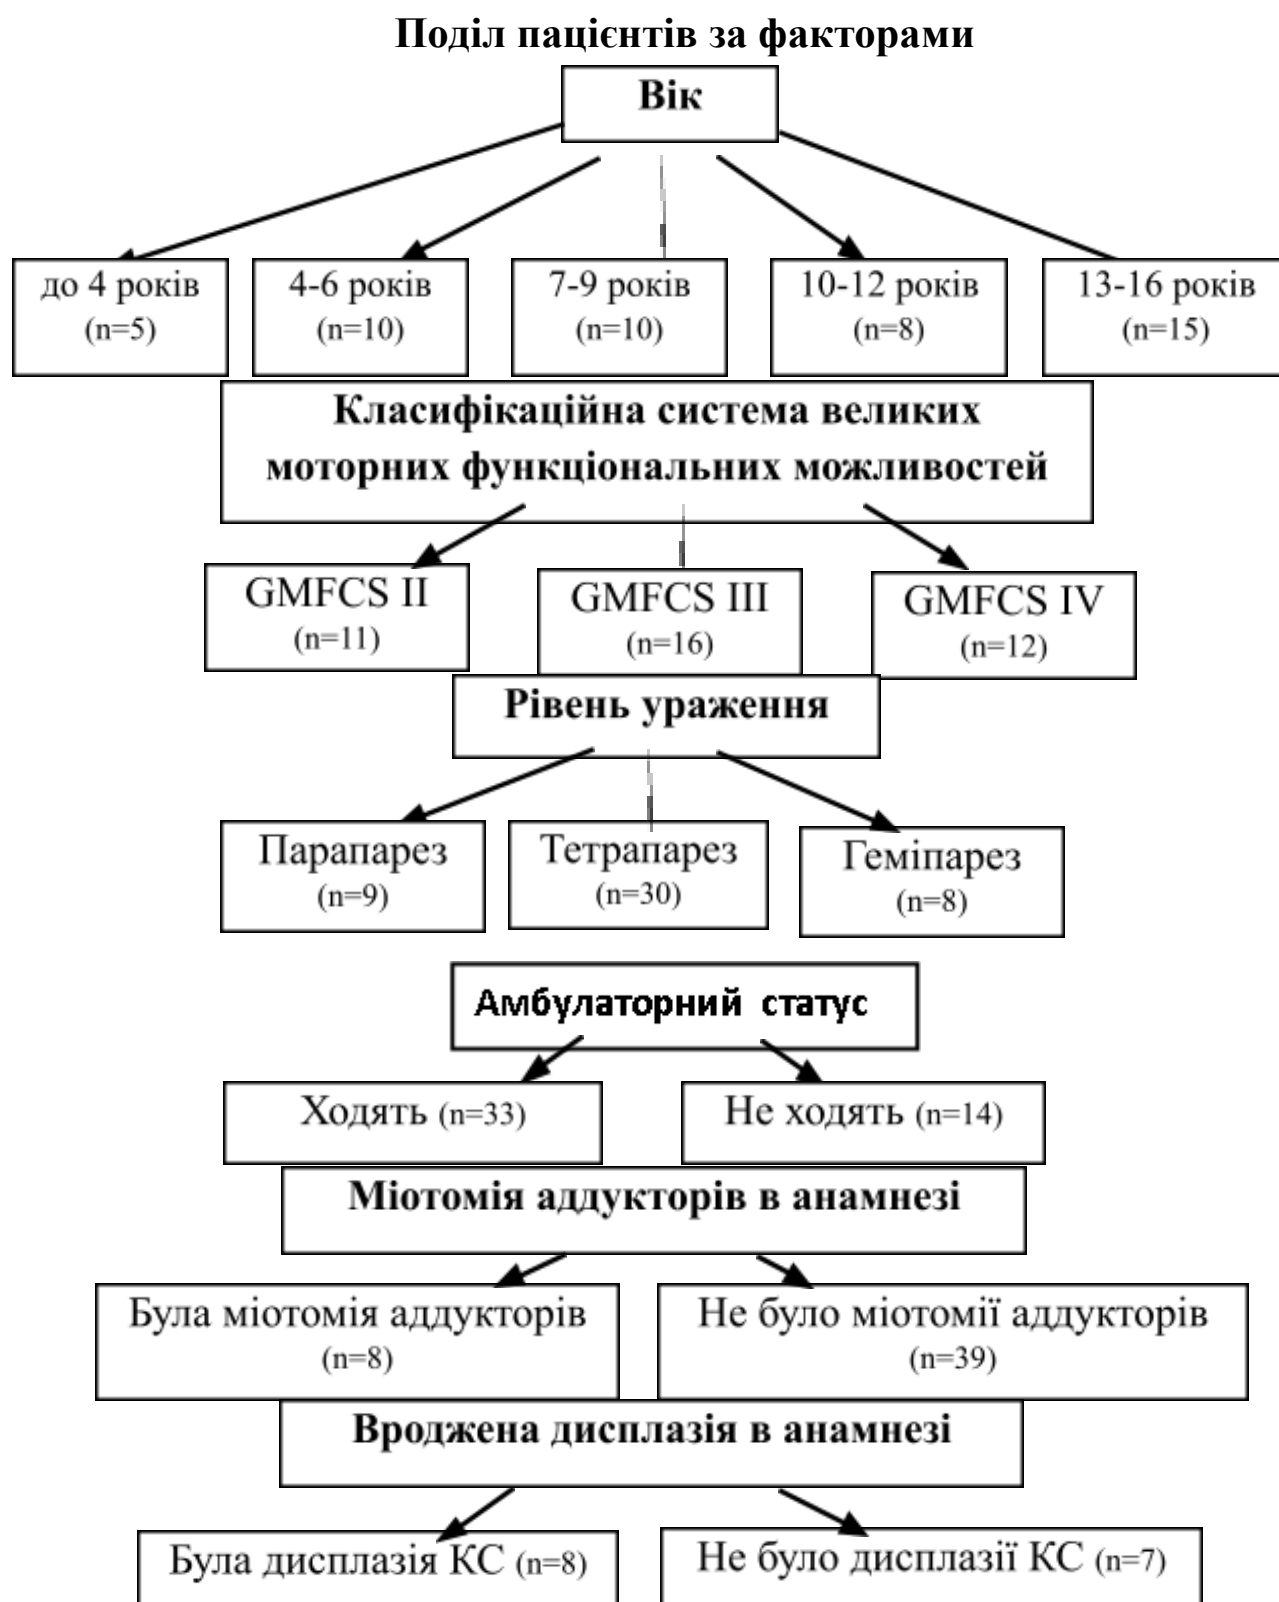 Поділ пацієнтів за факторами
Вік
до 4 років
(n=5)
4-6 років
(n=10)
7-9 років
(n=10)
10-12 років
(n=8)
13-16 років
(n=15)
Класифікаційна система великих
моторних функціональних можливостей
GMFCS II
(n=11)
GMFCS III
(n=16)
GMFCS IV
(n=12)
Рівень ураження
Парапарез
(n=9)
Тетрапарез
(n=30)
Геміпарез
(n=8)
Амбулаторний статус
Ходять (n=33)
Не ходять (n=14)
Міотомія аддукторів в анамнезі
Була міотомія аддукторів
(n=8)
Не було міотомії аддукторів
(n=39)
Вроджена дисплазія в анамнезі
Була дисплазія КС (n=8)
Не було дисплазії КС (n=7)